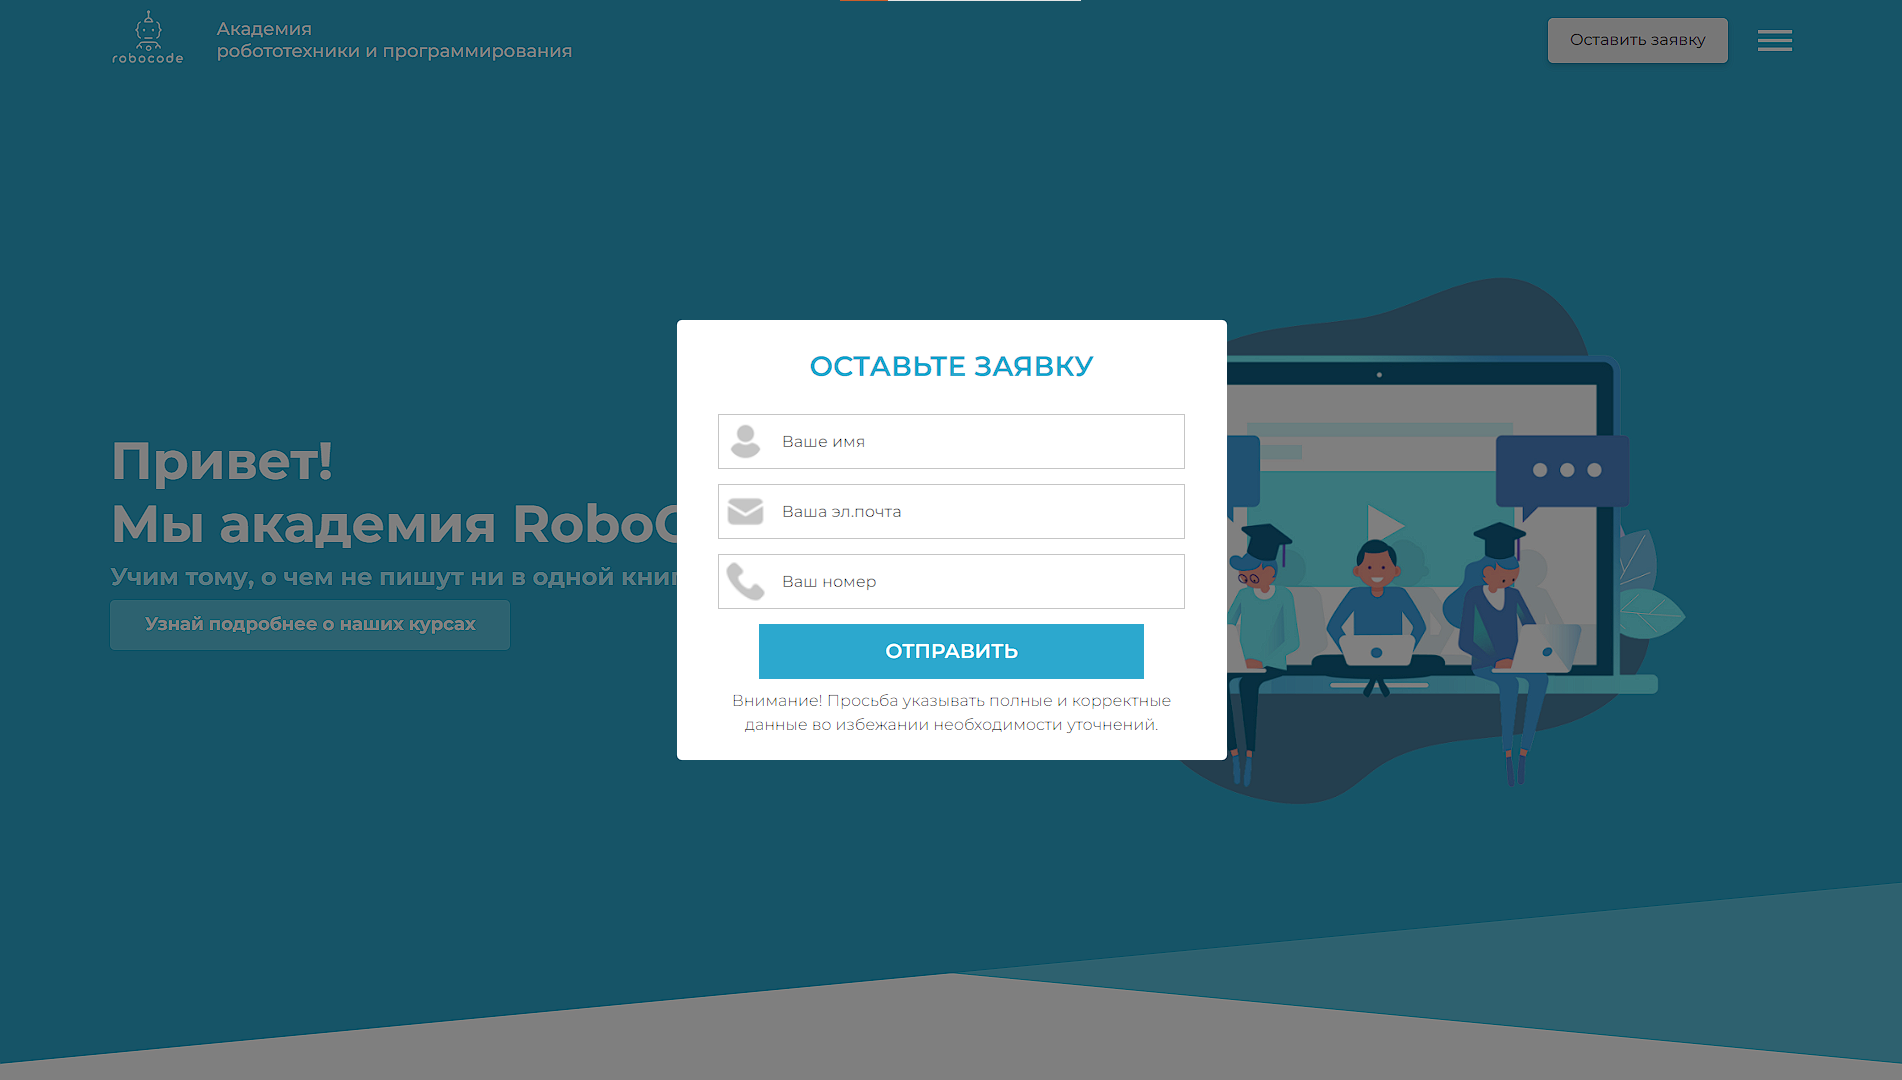 robocode
Академия
робототехники и программирования
Оставить заявку
Привет!
Мы академия
Учим тому, о чем не пишут ни в одной
Узнай подробнее о наших курсах
ОСТАВЬТЕ ЗАЯВКУ
Ваше имя
Ваша эл.почта
Ваш номер
ОТПРАВИТЬ
Внимание! Просьба указывать полные и корректные
данные во избежании необходимости уточнений.